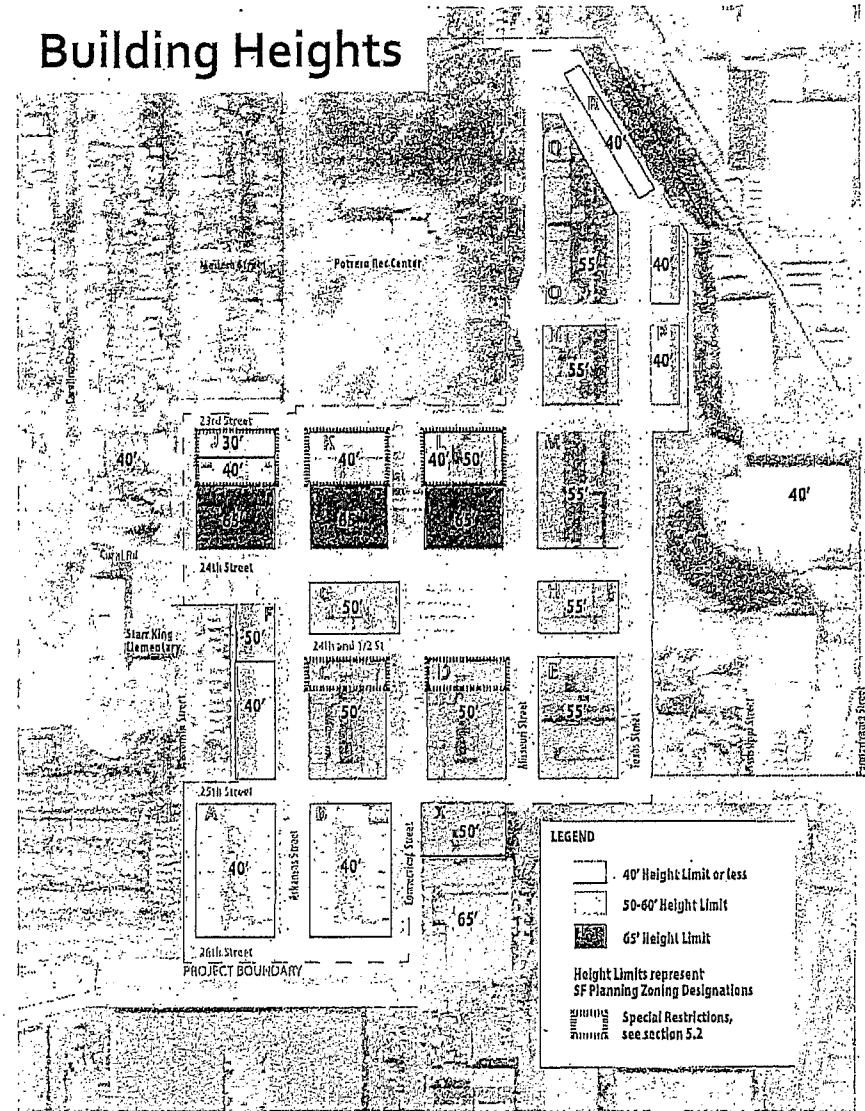 Building Heights
R
40'
Q
Potrero Rec Center
55'
40'
O
55'
P
40'
23rd Street
J 30'
K
L
40'
40'
40'
40' 50'
55'
40'
65'
65'
65'
24th Street
G
50'
H
55'
F
50'
Starr King
Elementary
24th and 1/2 St
C
D
E
40'
50'
50'
55'
Missouri Street
Texas Street
25th Street
A
B
X
50'
40'
40'
Arkansas Street
Connecticut Street
65'
26th Street
PROJECT BOUNDARY
LEGEND
40' Height Limit or less
50-60' Height Limit
65' Height Limit
Height Limits represent
SF Planning Zoning Designations
Special Restrictions,
see section 5.2